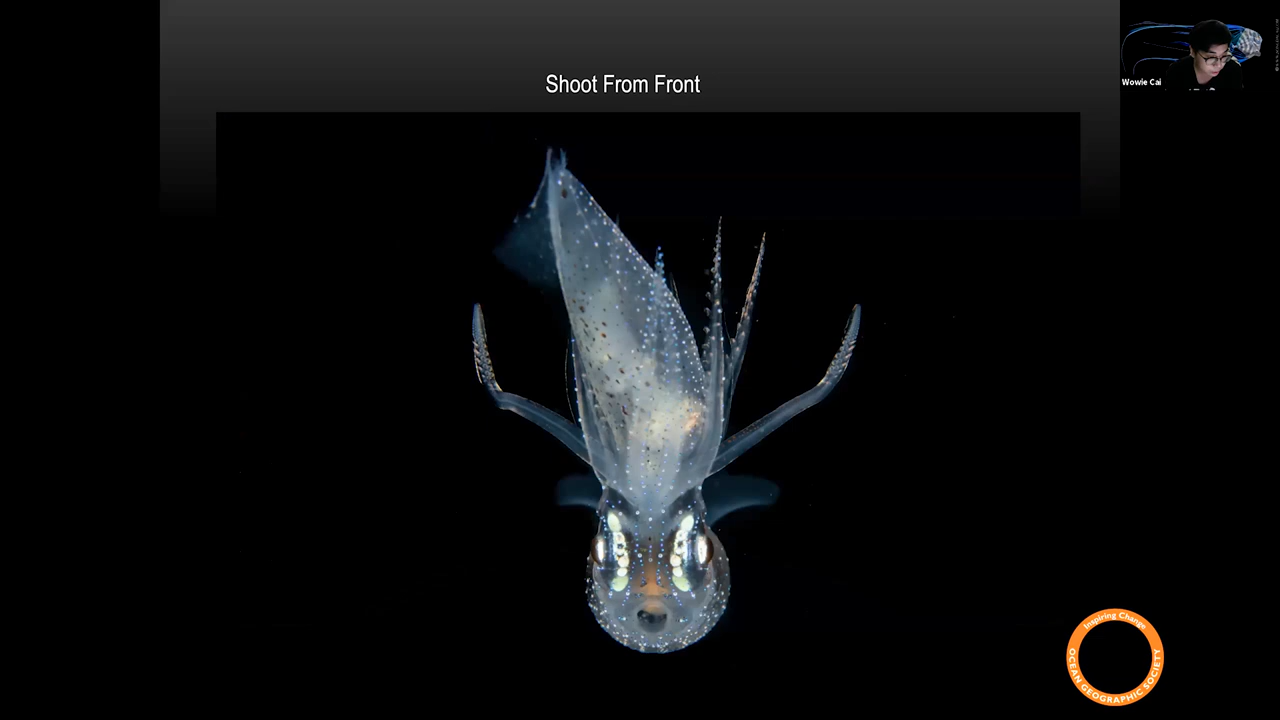 Shoot From Front
Wowie Cai
Inspiring Change
OCEAN GEOGRAPHIC SOCIETY